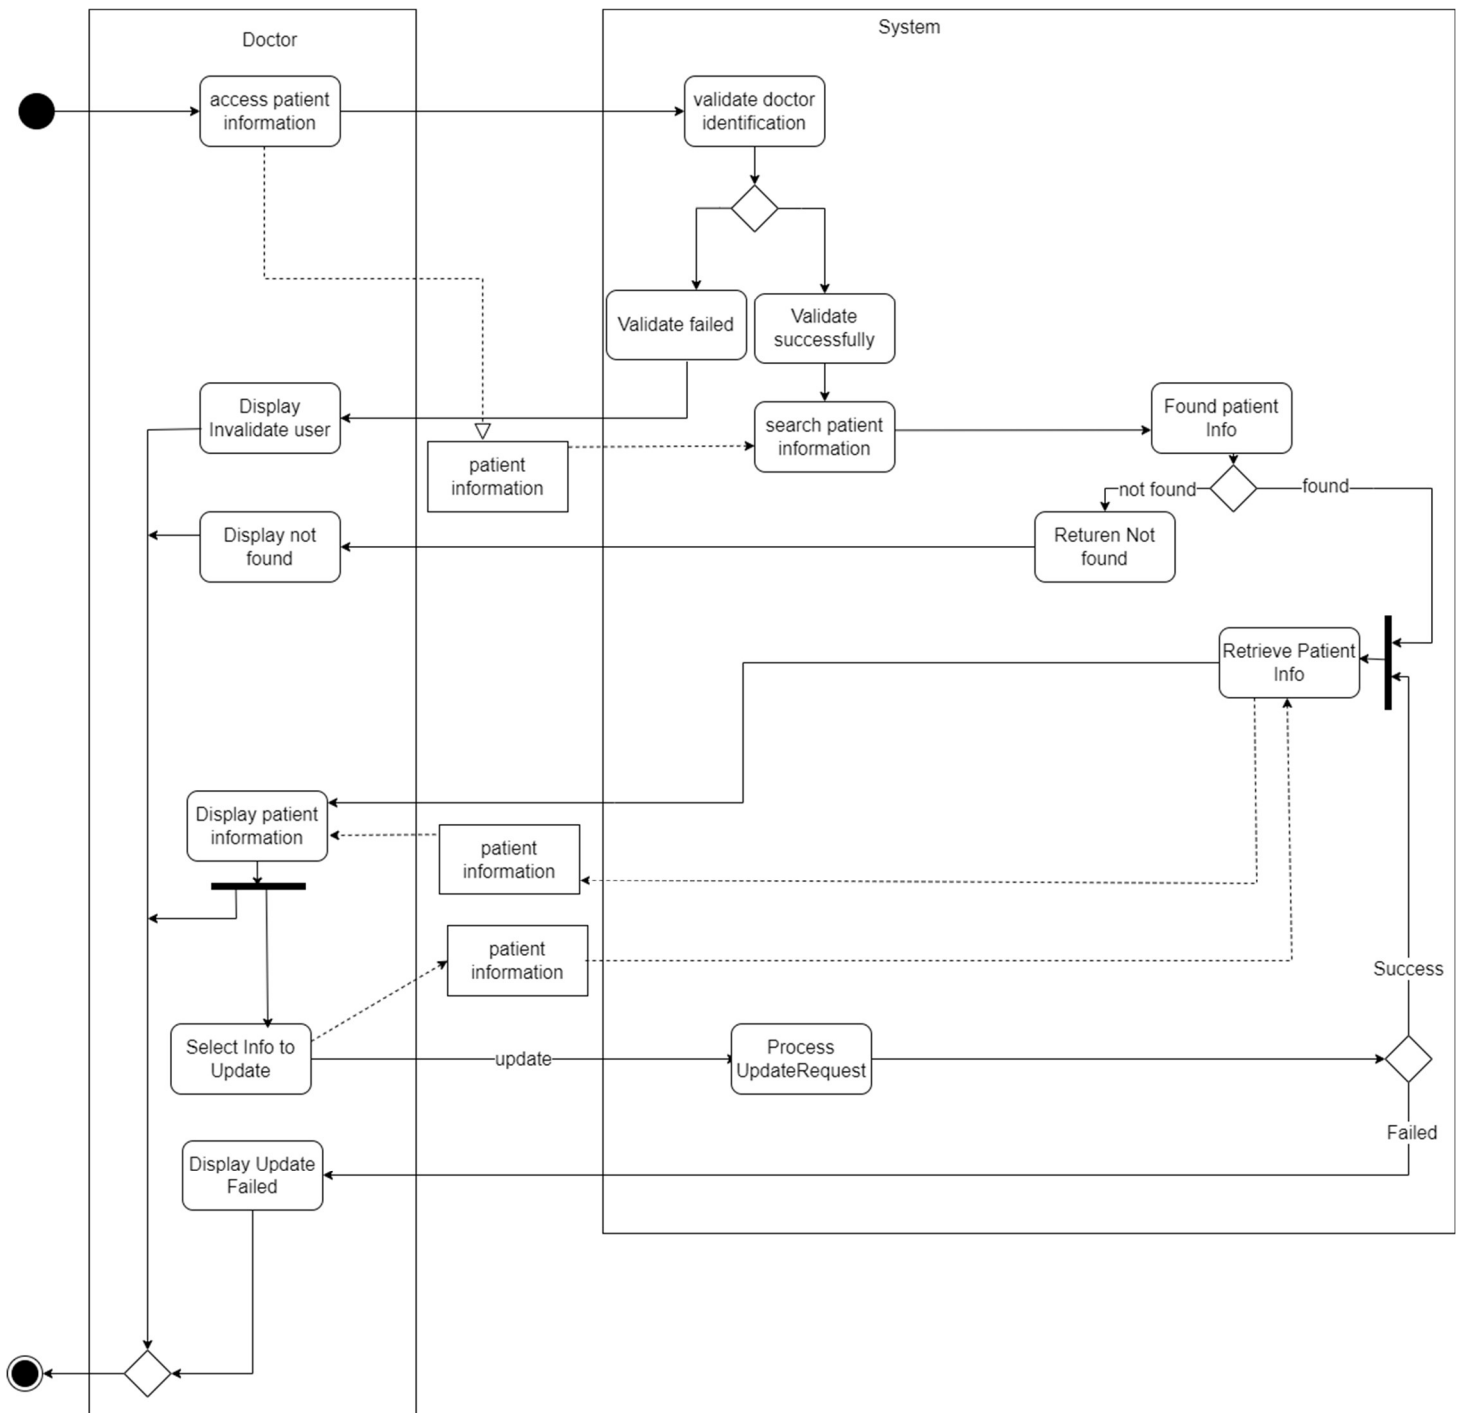 Doctor
System
access patient
information
validate doctor
identification
Validate failed
Validate
successfully
Display
Invalidate user
patient
information
search patient
information
Found patient
Info
not found
found
Display not
found
Returen Not
found
Retrieve Patient
Info
Display patient
information
patient
information
patient
information
Success
Select Info to
Update
update
Process
UpdateRequest
Failed
Display Update
Failed